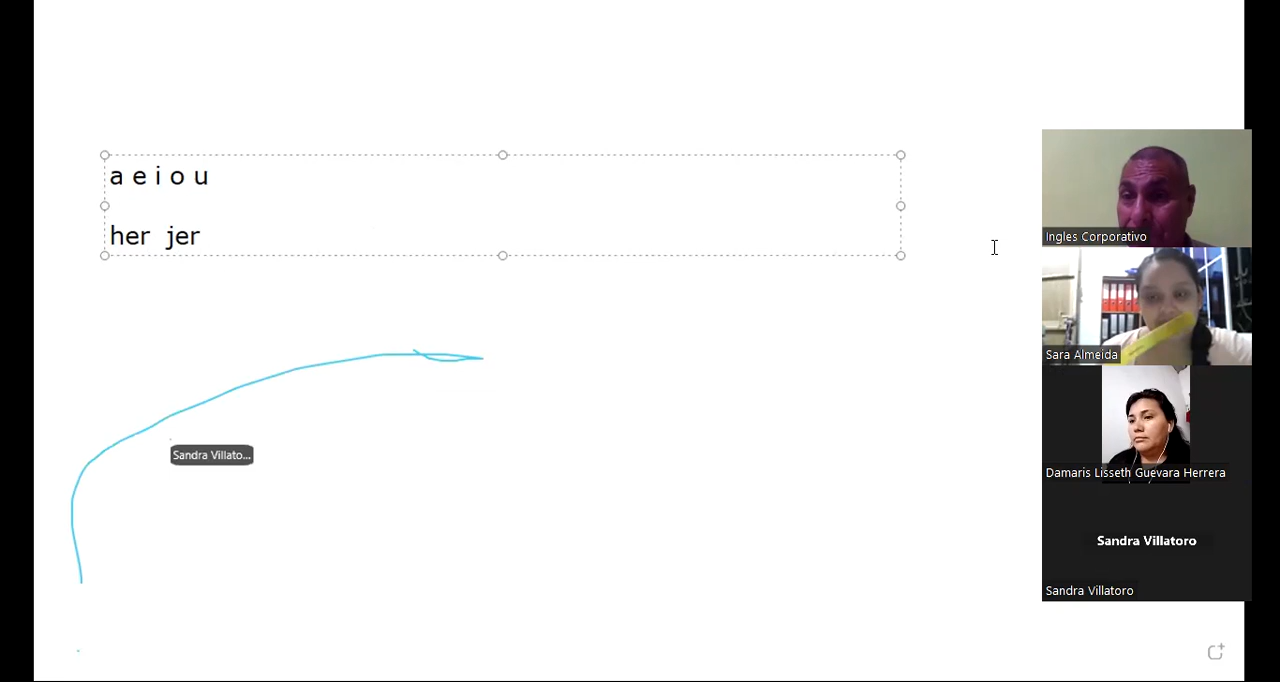 a e i o u
her jer
Sandra Villato...
Ingles Corporativo
Sara Almeida
Damaris Lisseth Guevara Herrera
Sandra Villatoro
Sandra Villatoro